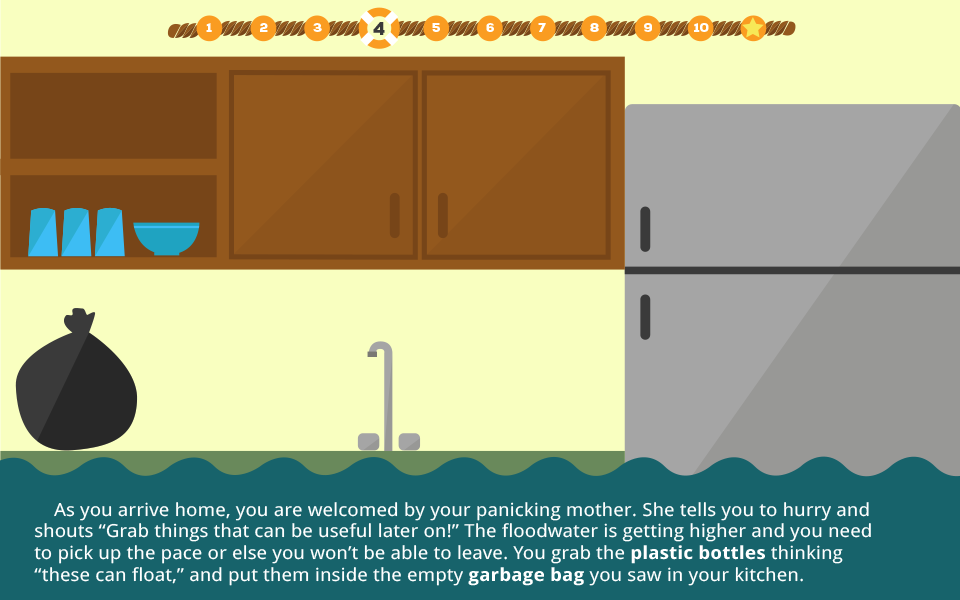 1 2 3 4 5 6 7 8 9 10
As you arrive home, you are welcomed by your panicking mother. She tells you to hurry and
shouts “Grab things that can be useful later on!” The floodwater is getting higher and you need
to pick up the pace or else you won’t be able to leave. You grab the plastic bottles thinking
“these can float,” and put them inside the empty garbage bag you saw in your kitchen.